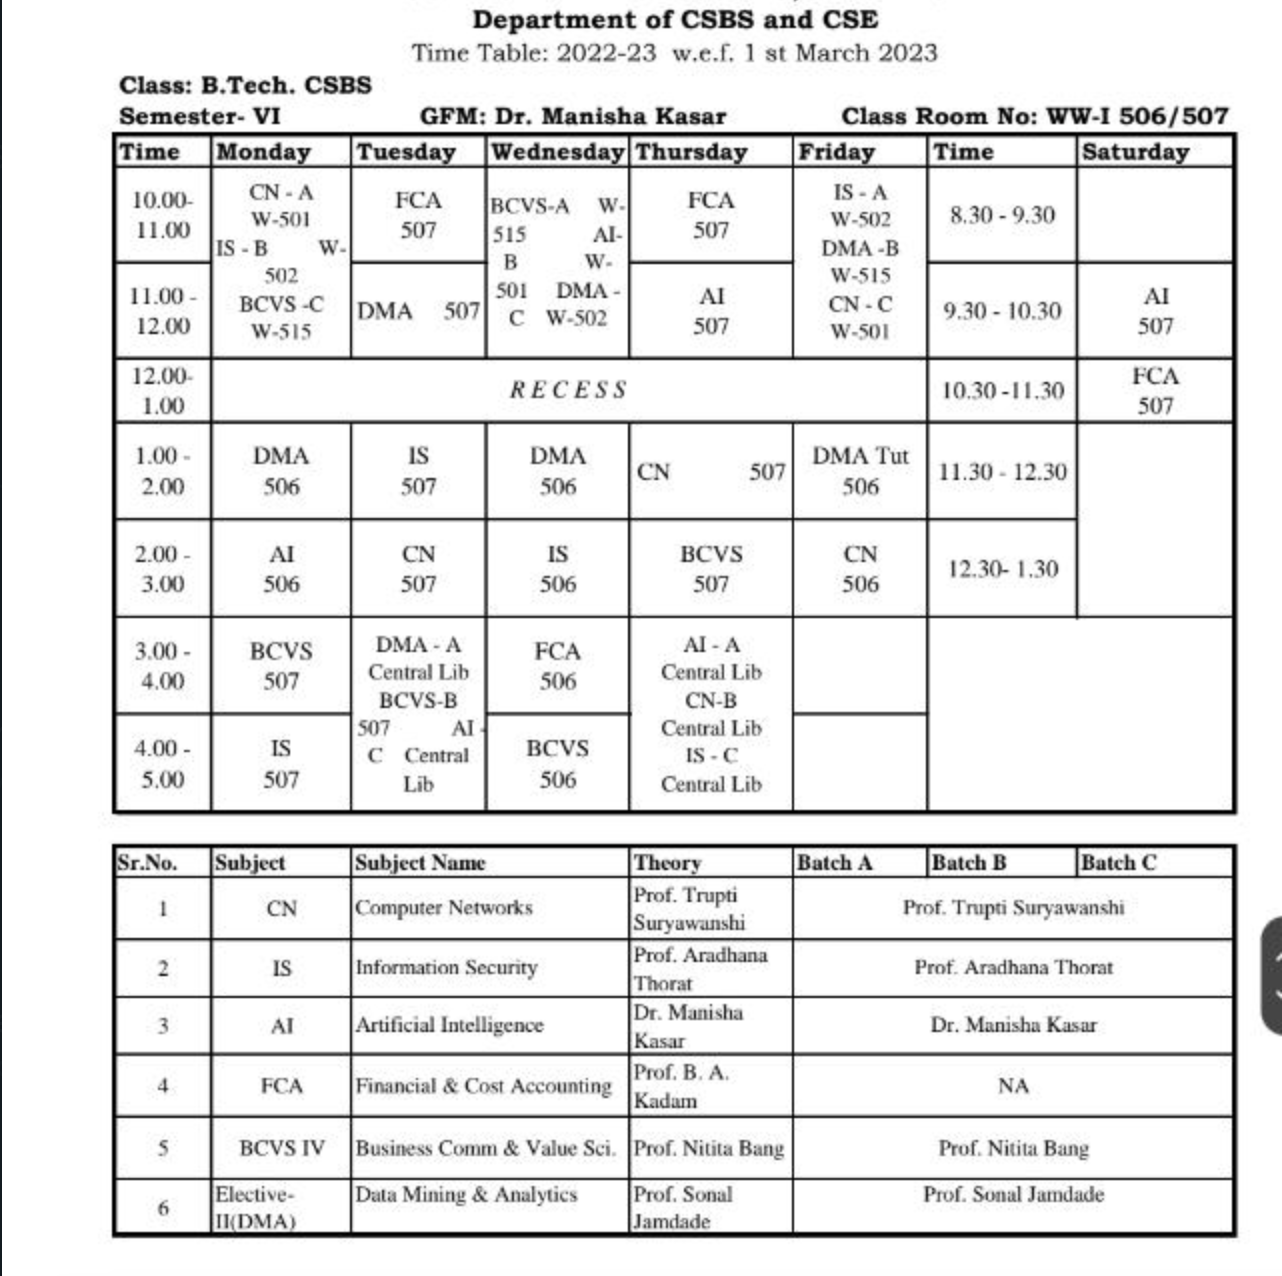 Department of CSBS and CSE
Time Table: 2022-23 w.e.f. 1 st March 2023
Class: B.Tech. CSBS
Semester- VI GFM: Dr. Manisha Kasar Class Room No: WW-I 506/507
Time Monday Tuesday Wednesday Thursday Friday Time Saturday
10.00-
11.00
CN - A
W-501
IS - B W-
502
BCVS -C
W-515
FCA
507
BCVS-A W-
515 AI-
B W-
501 DMA -
C W-502
FCA
507
IS - A
W-502
DMA -B
W-515
CN - C
W-501
8.30 - 9.30
11.00 -
12.00
DMA 507
AI
507
9.30 - 10.30
AI
507
12.00-
1.00
RECESS
10.30 -11.30
FCA
507
1.00 -
2.00
DMA
506
IS
507
DMA
506
CN 507
DMA Tut
506
11.30 - 12.30
2.00 -
3.00
AI
506
CN
507
IS
506
BCVS
507
CN
506
12.30- 1.30
3.00 -
4.00
BCVS
507
DMA - A
Central Lib
BCVS-B
507 AI -
C Central
Lib
FCA
506
AI - A
Central Lib
CN-B
Central Lib
IS - C
Central Lib
4.00 -
5.00
IS
507
BCVS
506
Sr.No. Subject Subject Name Theory Batch A Batch B Batch C
1 CN Computer Networks
Prof. Trupti
Suryawanshi
Prof. Trupti Suryawanshi
2 IS Information Security
Prof. Aradhana
Thorat
Prof. Aradhana Thorat
3 AI Artificial Intelligence
Dr. Manisha
Kasar
Dr. Manisha Kasar
4 FCA Financial & Cost Accounting
Prof. B. A.
Kadam
NA
5 BCVS IV Business Comm & Value Sci. Prof. Nitita Bang Prof. Nitita Bang
6
Elective-
II(DMA)
Data Mining & Analytics
Prof. Sonal
Jamdade
Prof. Sonal Jamdade